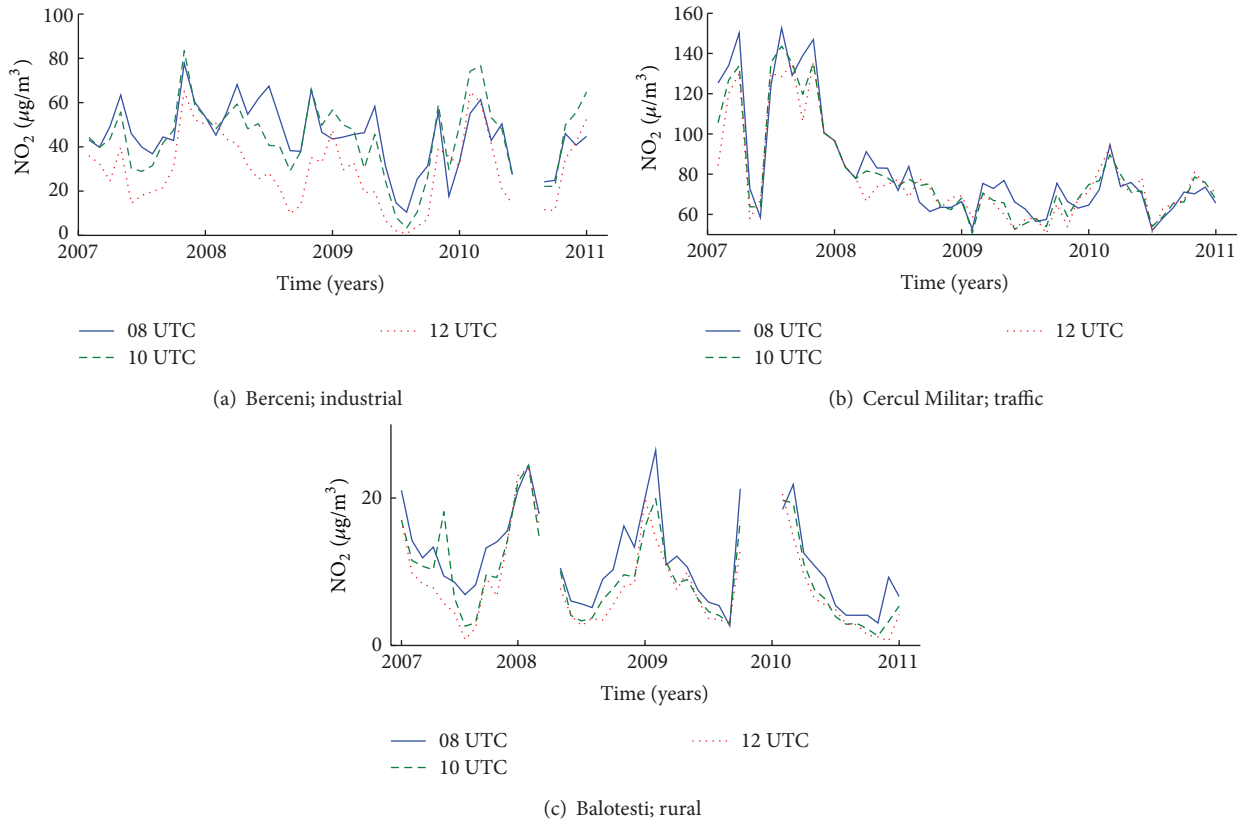 100
80
60
40
20
0
NO₂ (μg/m³)
2007 2008 2009 2010 2011
Time (years)
08 UTC 12 UTC
10 UTC
(a) Berceni; industrial
160
140
120
100
80
60
NO₂ (μ/m³)
2007 2008 2009 2010 2011
Time (years)
08 UTC 12 UTC
10 UTC
(b) Cercul Militar; traffic
20
0
NO₂ (μg/m³)
2007 2008 2009 2010 2011
Time (years)
08 UTC 12 UTC
10 UTC
(c) Balotesti; rural